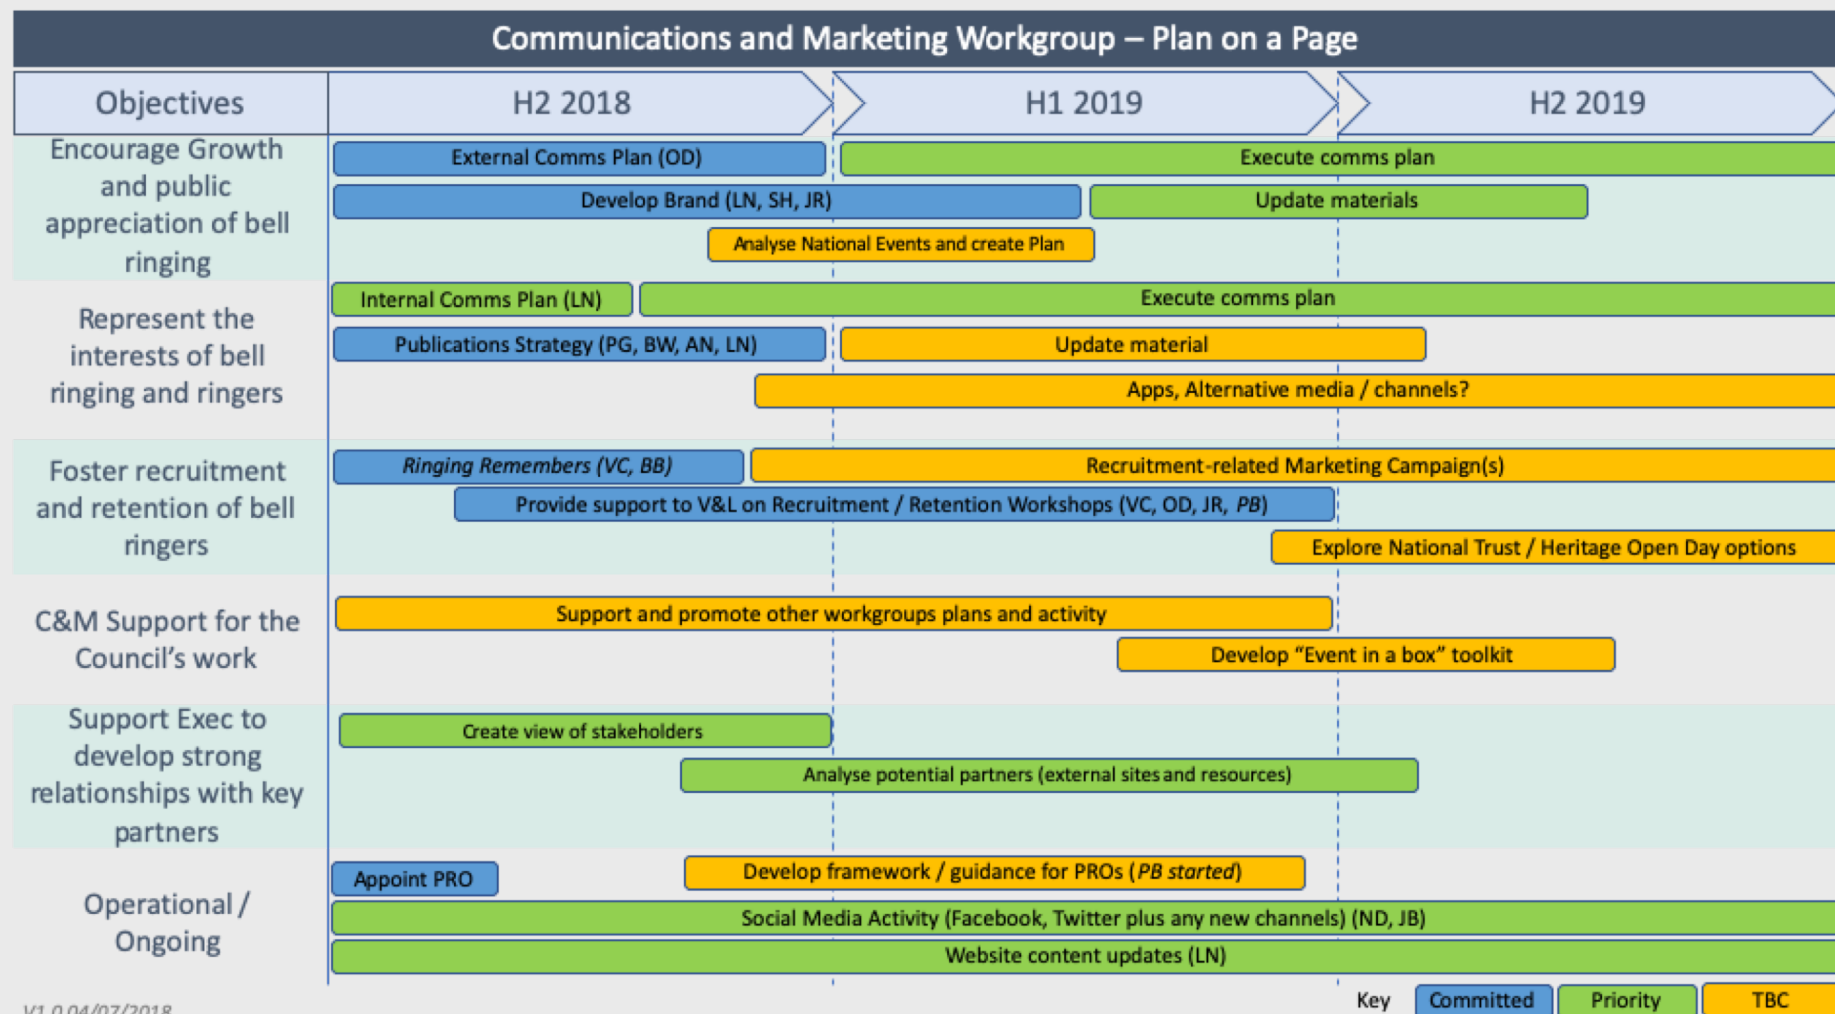 Communications and Marketing Workgroup – Plan on a Page
Objectives
H2 2018
H1 2019
H2 2019
Encourage Growth
and public
appreciation of bell
ringing
External Comms Plan (OD)
Execute comms plan
Develop Brand (LN, SH, JR)
Update materials
Analyse National Events and create Plan
Represent the
interests of bell
ringing and ringers
Internal Comms Plan (LN)
Execute comms plan
Publications Strategy (PG, BW, AN, LN)
Update material
Apps, Alternative media / channels?
Foster recruitment
and retention of bell
ringers
Ringing Remembers (VC, BB)
Recruitment-related Marketing Campaign(s)
Provide support to V&L on Recruitment / Retention Workshops (VC, OD, JR, PB)
Explore National Trust / Heritage Open Day options
C&M Support for the
Council's work
Support and promote other workgroups plans and activity
Develop "Event in a box" toolkit
Support Exec to
develop strong
relationships with key
partners
Create view of stakeholders
Analyse potential partners (external sites and resources)
Operational /
Ongoing
Appoint PRO
Develop framework / guidance for PROs (PB started)
Social Media Activity (Facebook, Twitter plus any new channels) (ND, JB)
Website content updates (LN)
V1.0 04/07/2018
Key
Committed
Priority
TBC